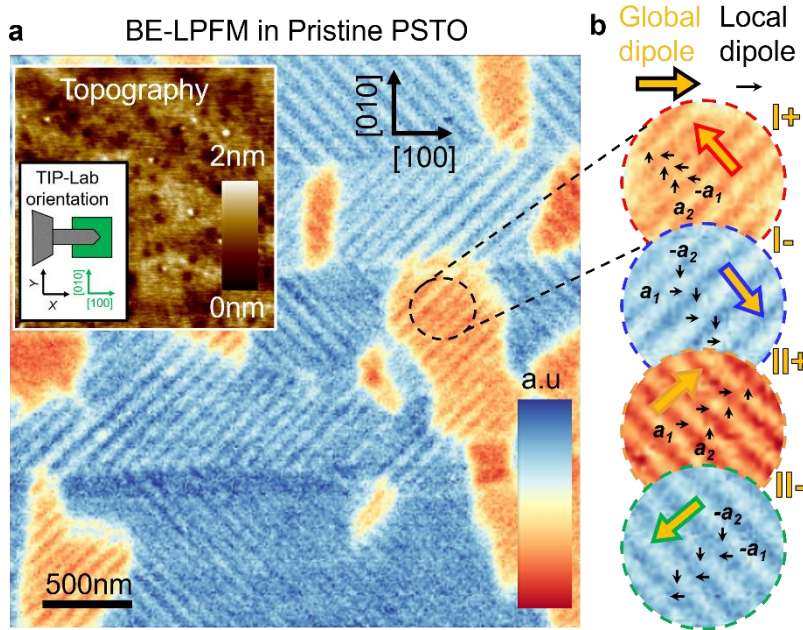 a
BE-LPFM in Pristine PSTO
Topography
2nm
0nm
TIP-Lab
orientation
Y
X
[010]
[100]
[010]
[100]
a.u
500nm
b
Global
dipole
Local
dipole
I+
-a1
a2
I-
-a2
a1
II+
a1
a2
II-
-a2
-a1